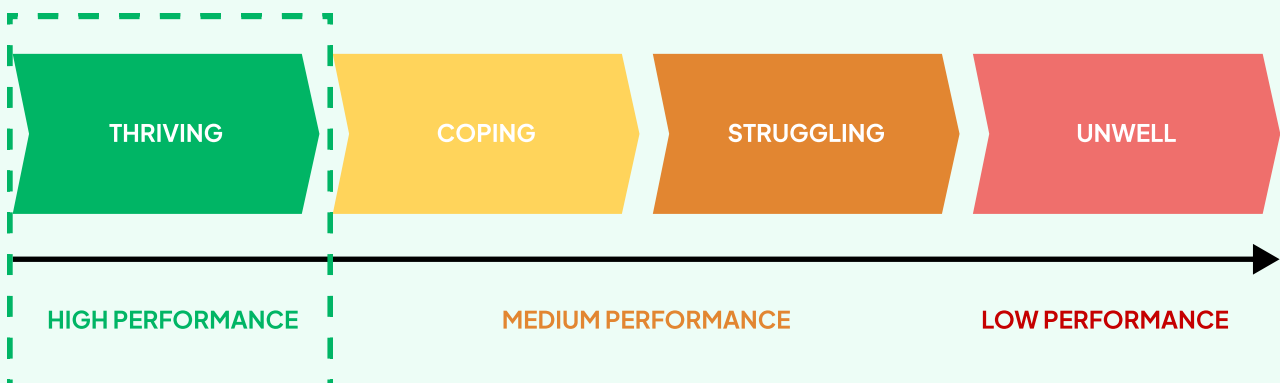 THRIVING
COPING
STRUGGLING
UNWELL
HIGH PERFORMANCE
MEDIUM PERFORMANCE
LOW PERFORMANCE